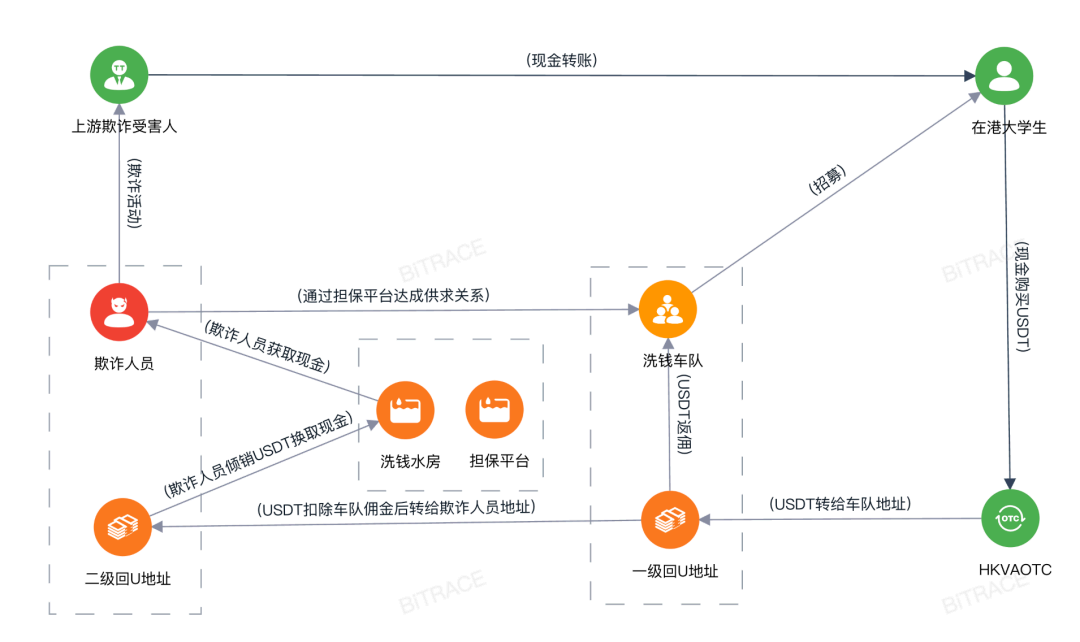 (现金转账)
上游欺诈受害人
在港大学生
(欺诈活动)
(招募)
BITRACE
BITRACE
(现金购买USDT)
(通过担保平台达成供求关系)
(欺诈人员获取现金)
欺诈人员
洗钱车队
(USDT返佣)
(欺诈人员倾销USDT换取现金)
洗钱水房
担保平台
(USDT扣除车队佣金后转给欺诈人员地址)
(USDT转给车队地址)
OTC
二级回U地址
一级回U地址
HKVAOTC
BITRACE
BITRACE